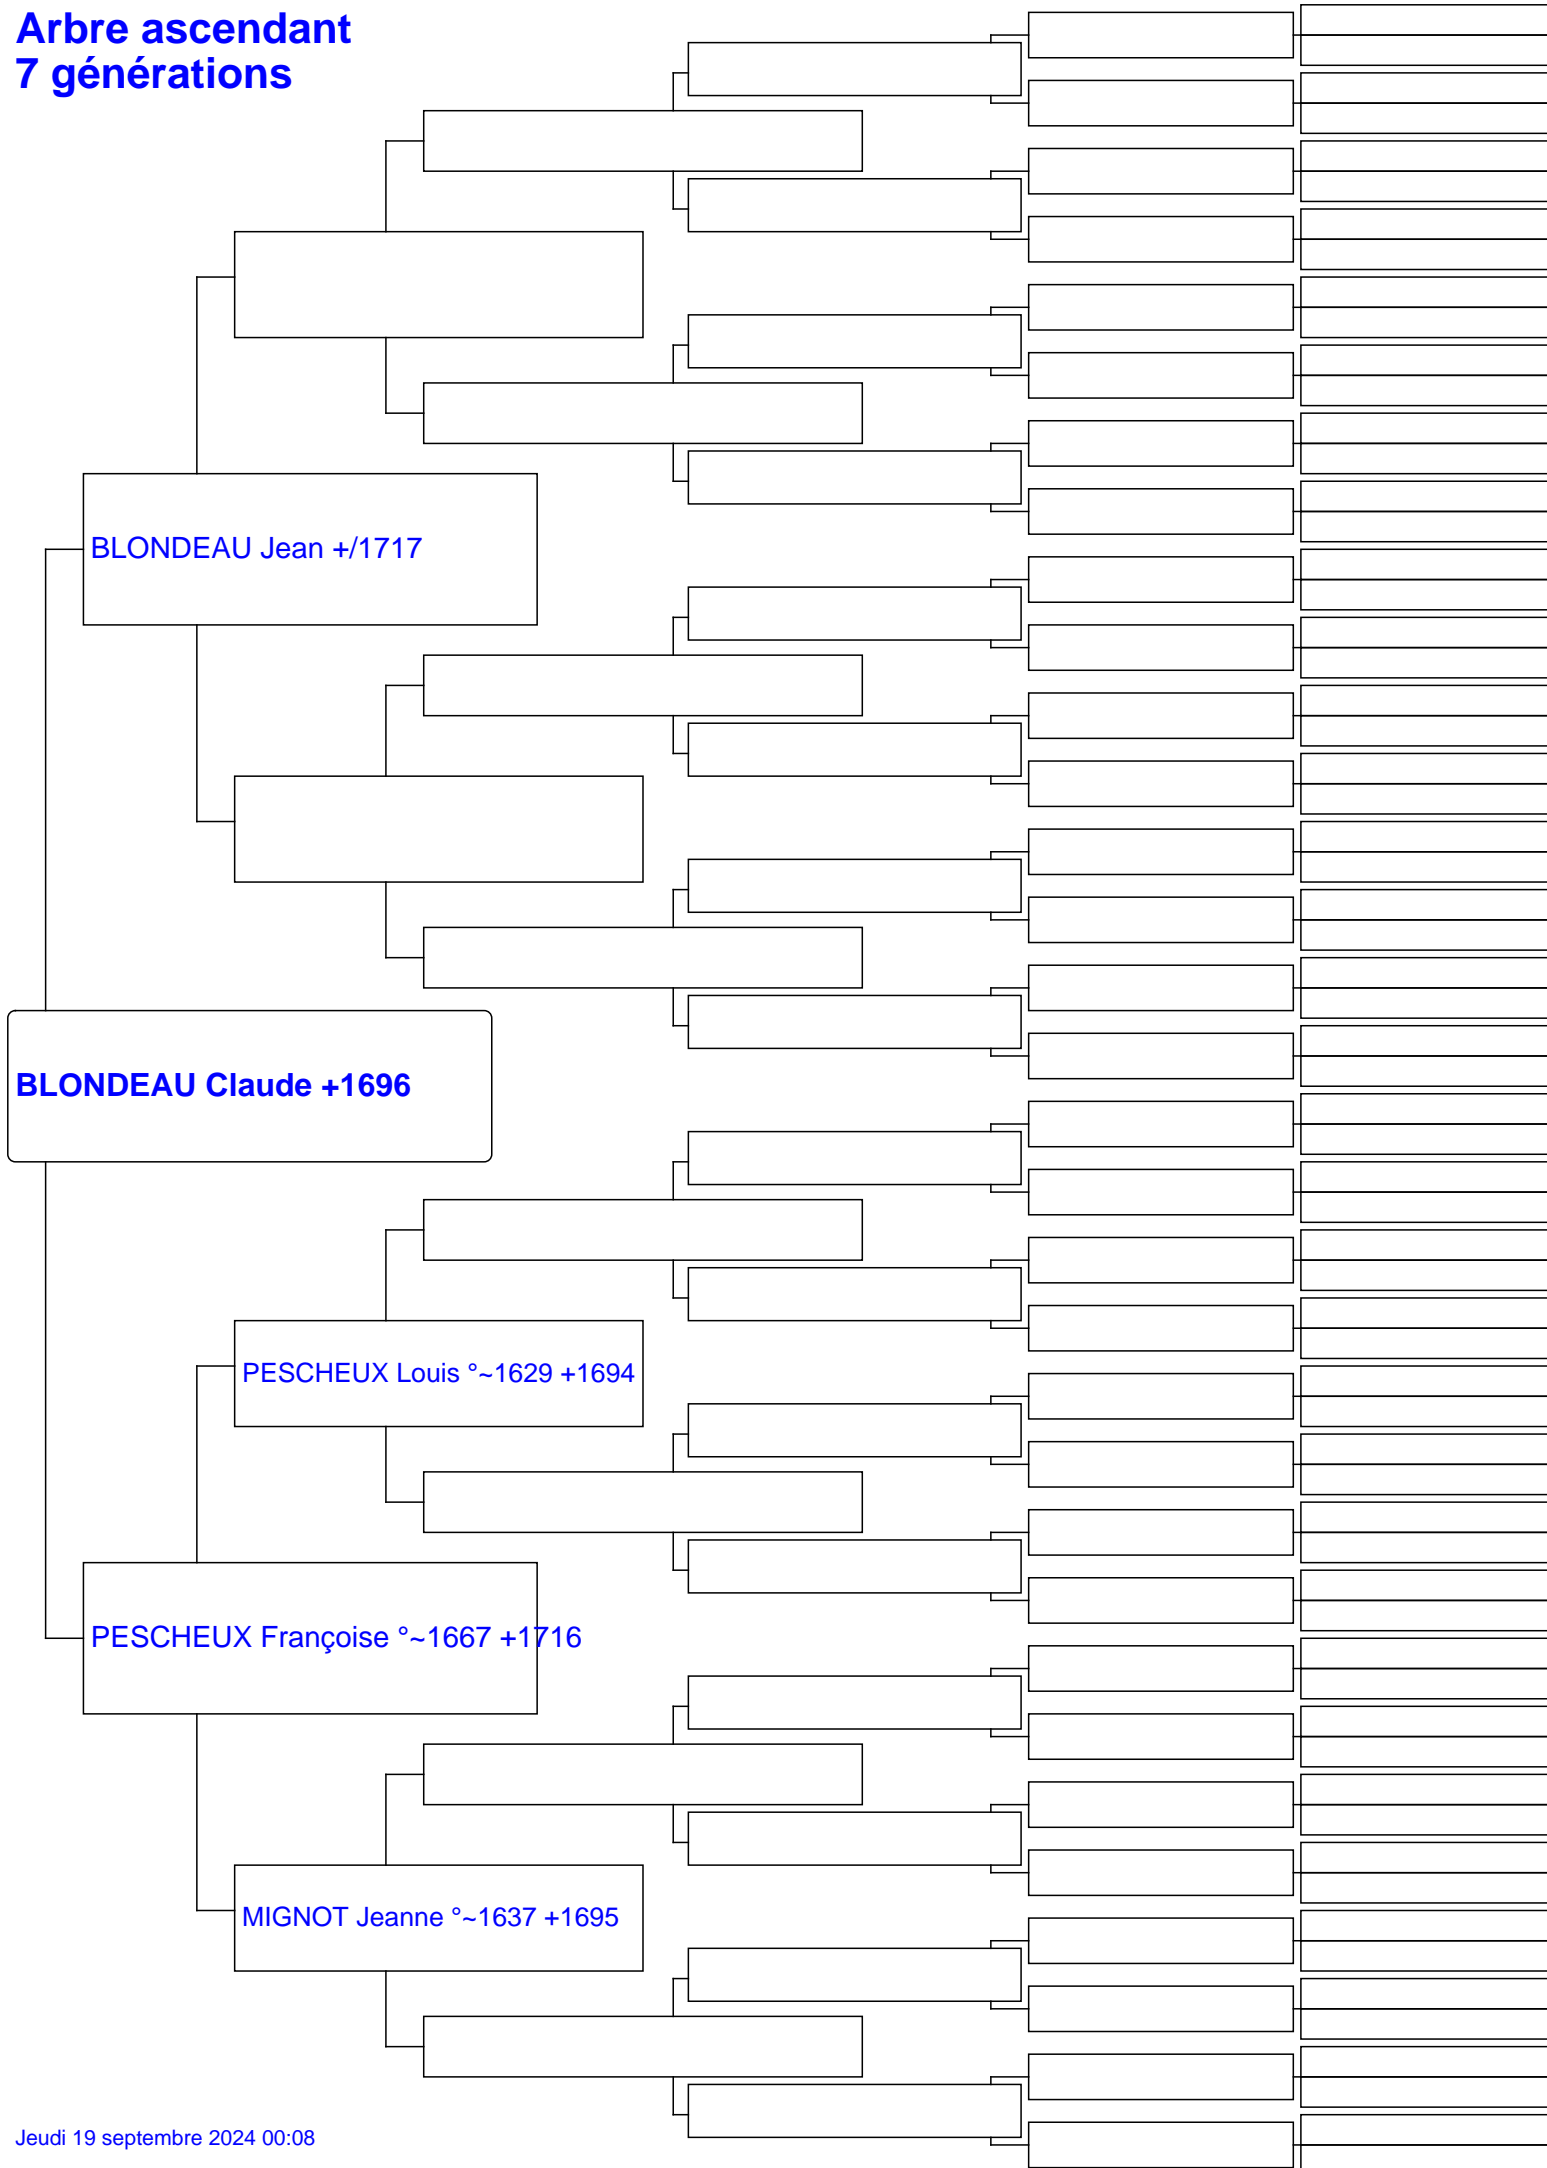 Arbre ascendant
7 générations
BLONDEAU Jean +/1717
BLONDEAU Claude +1696
PESCHEUX Louis °~1629 +1694
PESCHEUX Françoise °~1667 +1716
MIGNOT Jeanne °~1637 +1695
Jeudi 19 septembre 2024 00:08